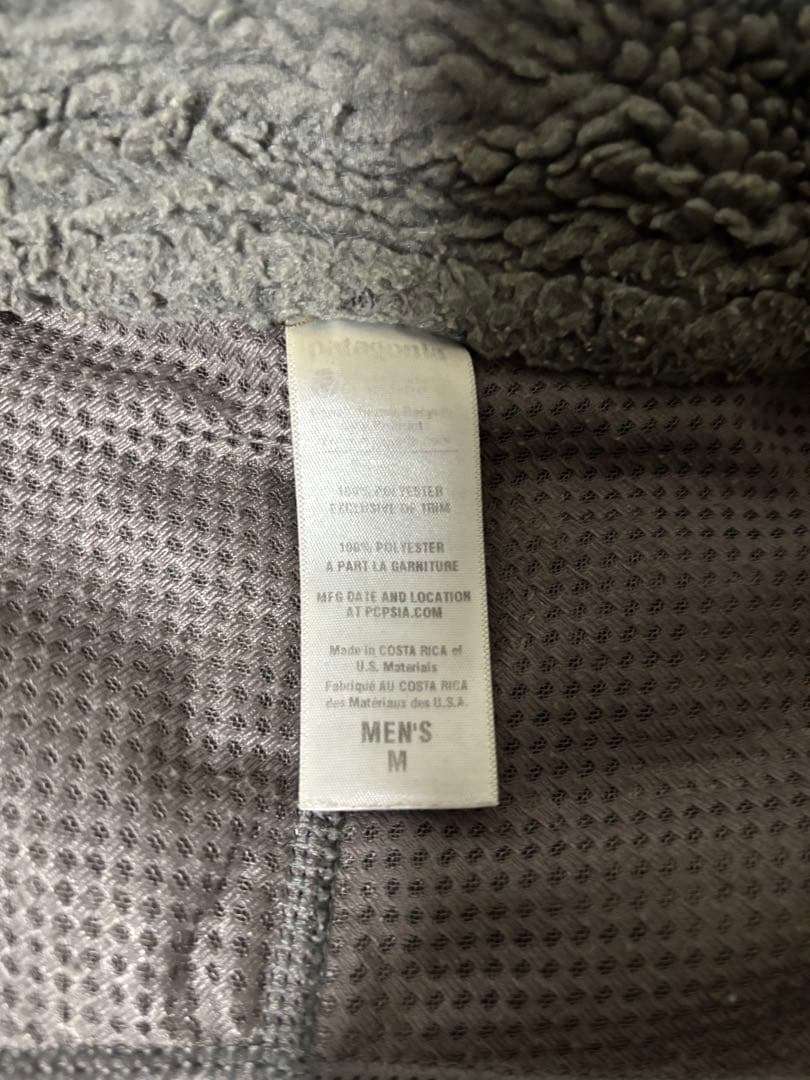 patagonia
100% POLYESTER
EXCLUSIVE OF TRIM
100% POLYESTER
A PART LA GARNITURE
MFG DATE AND LOCATION
AT PCPSIA.COM
Made in COSTA RICA of
U.S. Materials
Fabriqué AU COSTA RICA
des Matériaux des U.S.A.
MEN'S
M